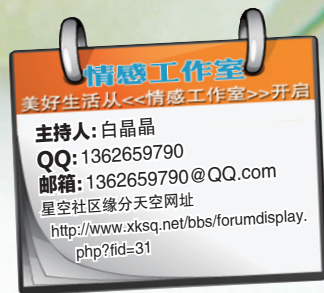 情感工作室
美好生活从<<情感工作室>>开启
主持人:白晶晶
QQ:1362659790
邮箱:1362659790@QQ.com
星空社区缘分天空网址
http://www.xksq.net/bbs/forumdisplay.
php?fid=31